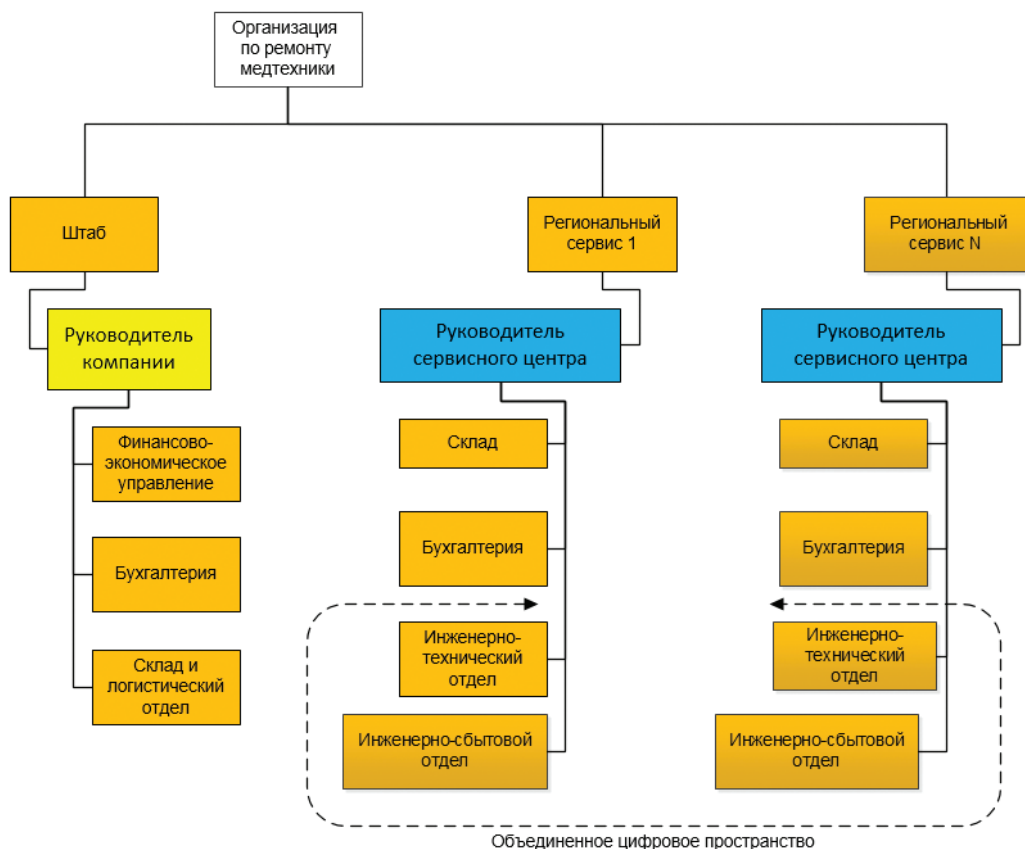 Организация
по ремонту
медтехники
Штаб
Региональный
сервис 1
Региональный
сервис N
Руководитель
компании
Руководитель
сервисного центра
Руководитель
сервисного центра
Финансово-
экономическое
управление
Бухгалтерия
Склад и
логистический
отдел
Склад
Бухгалтерия
Инженерно-
технический
отдел
Инженерно-сбытовой
отдел
Склад
Бухгалтерия
Инженерно-
технический
отдел
Инженерно-сбытовой
отдел
Объединенное цифровое пространство